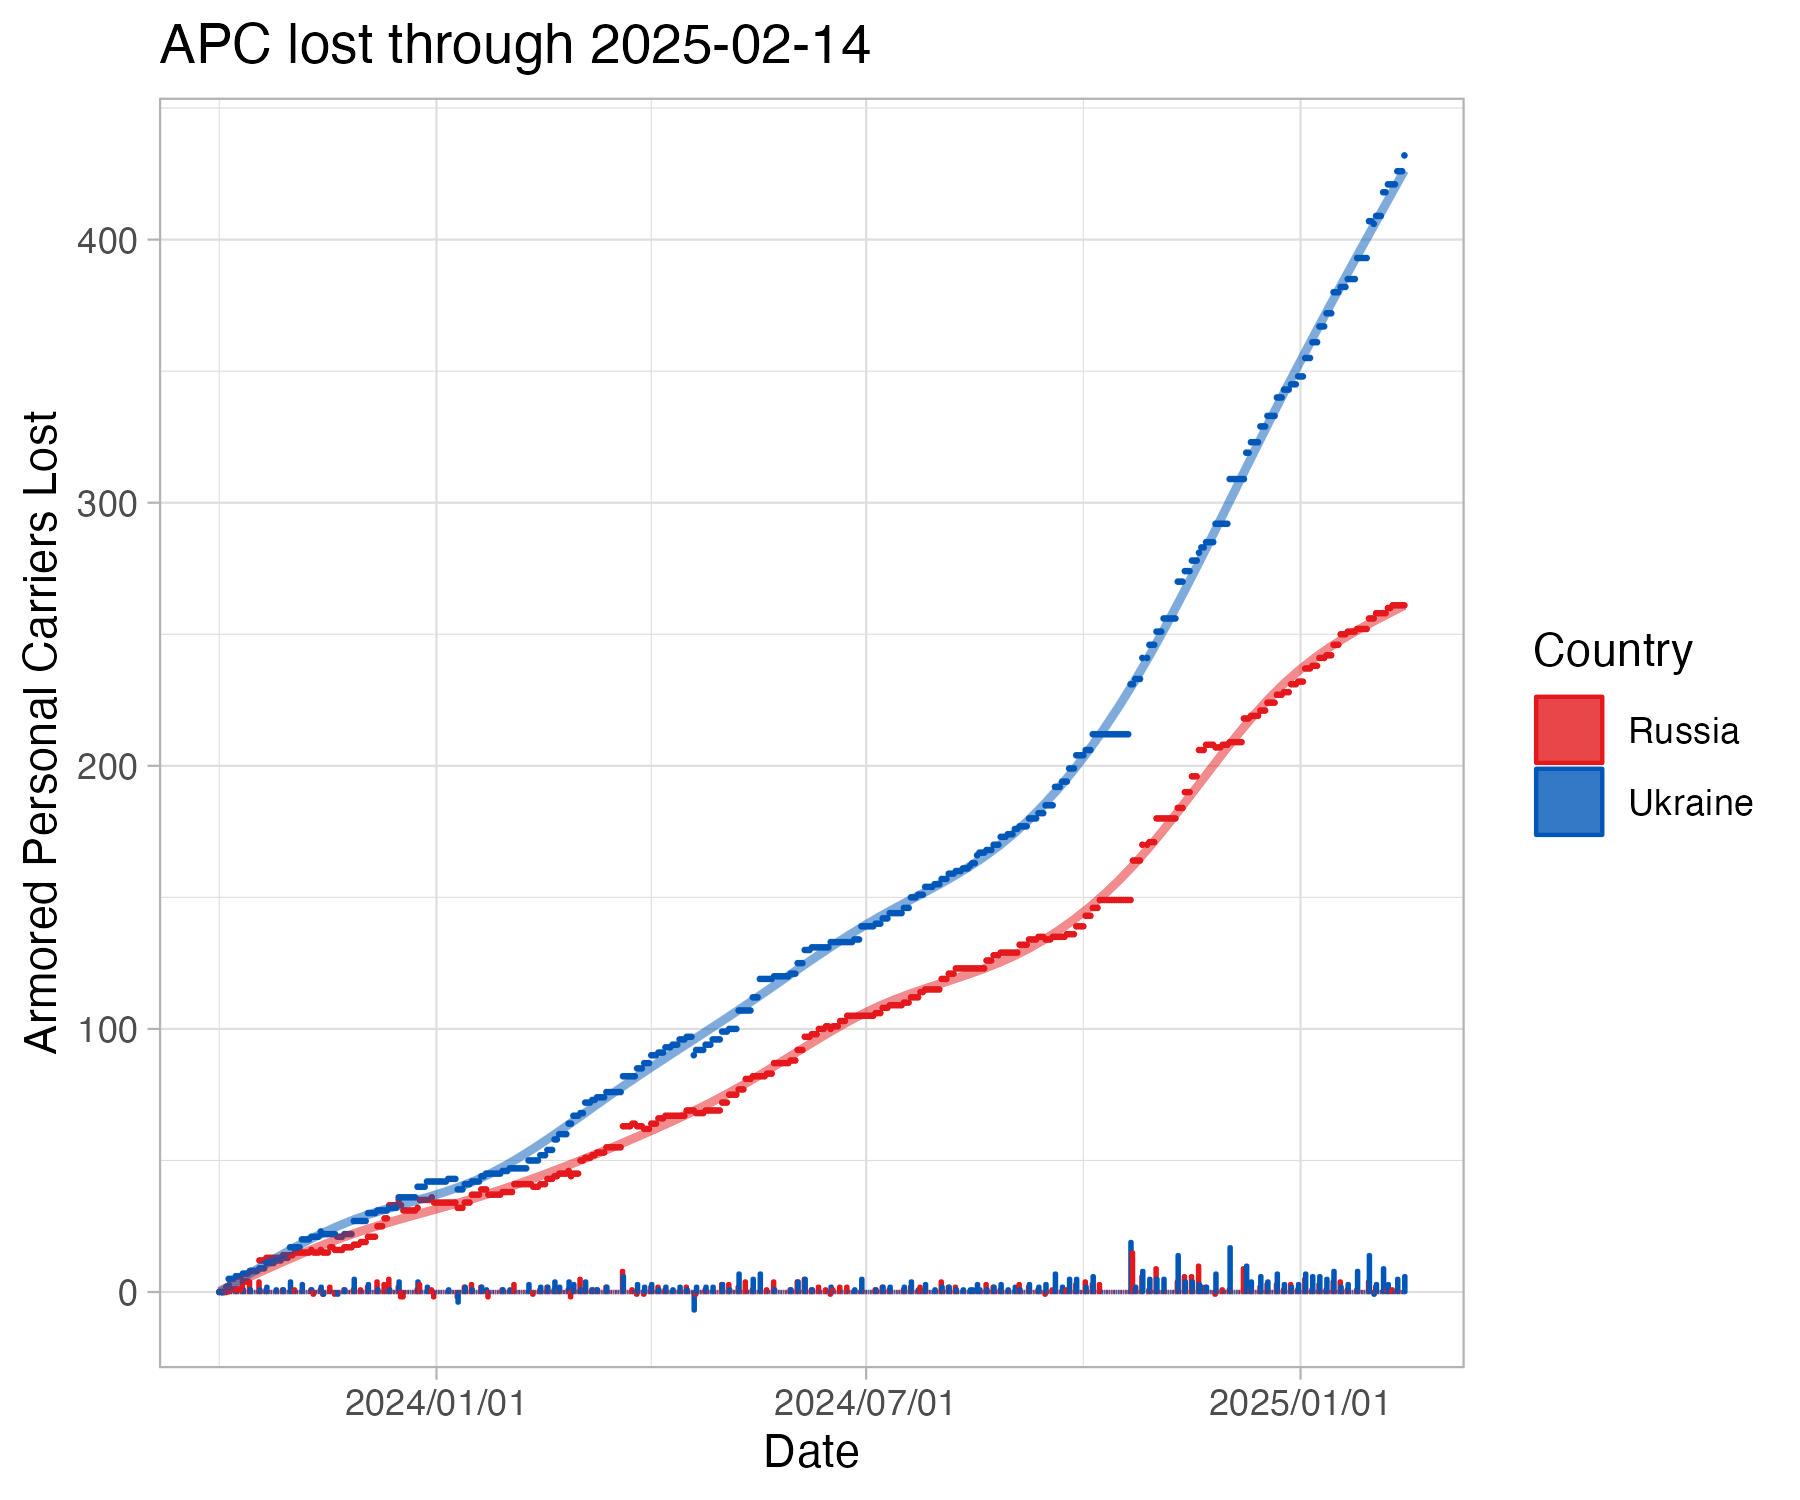 APC lost through 2025-02-14
Armored Personal Carriers Lost
400
300
200
100
0
2024/01/01
2024/07/01
2025/01/01
Date
Country
Russia
Ukraine